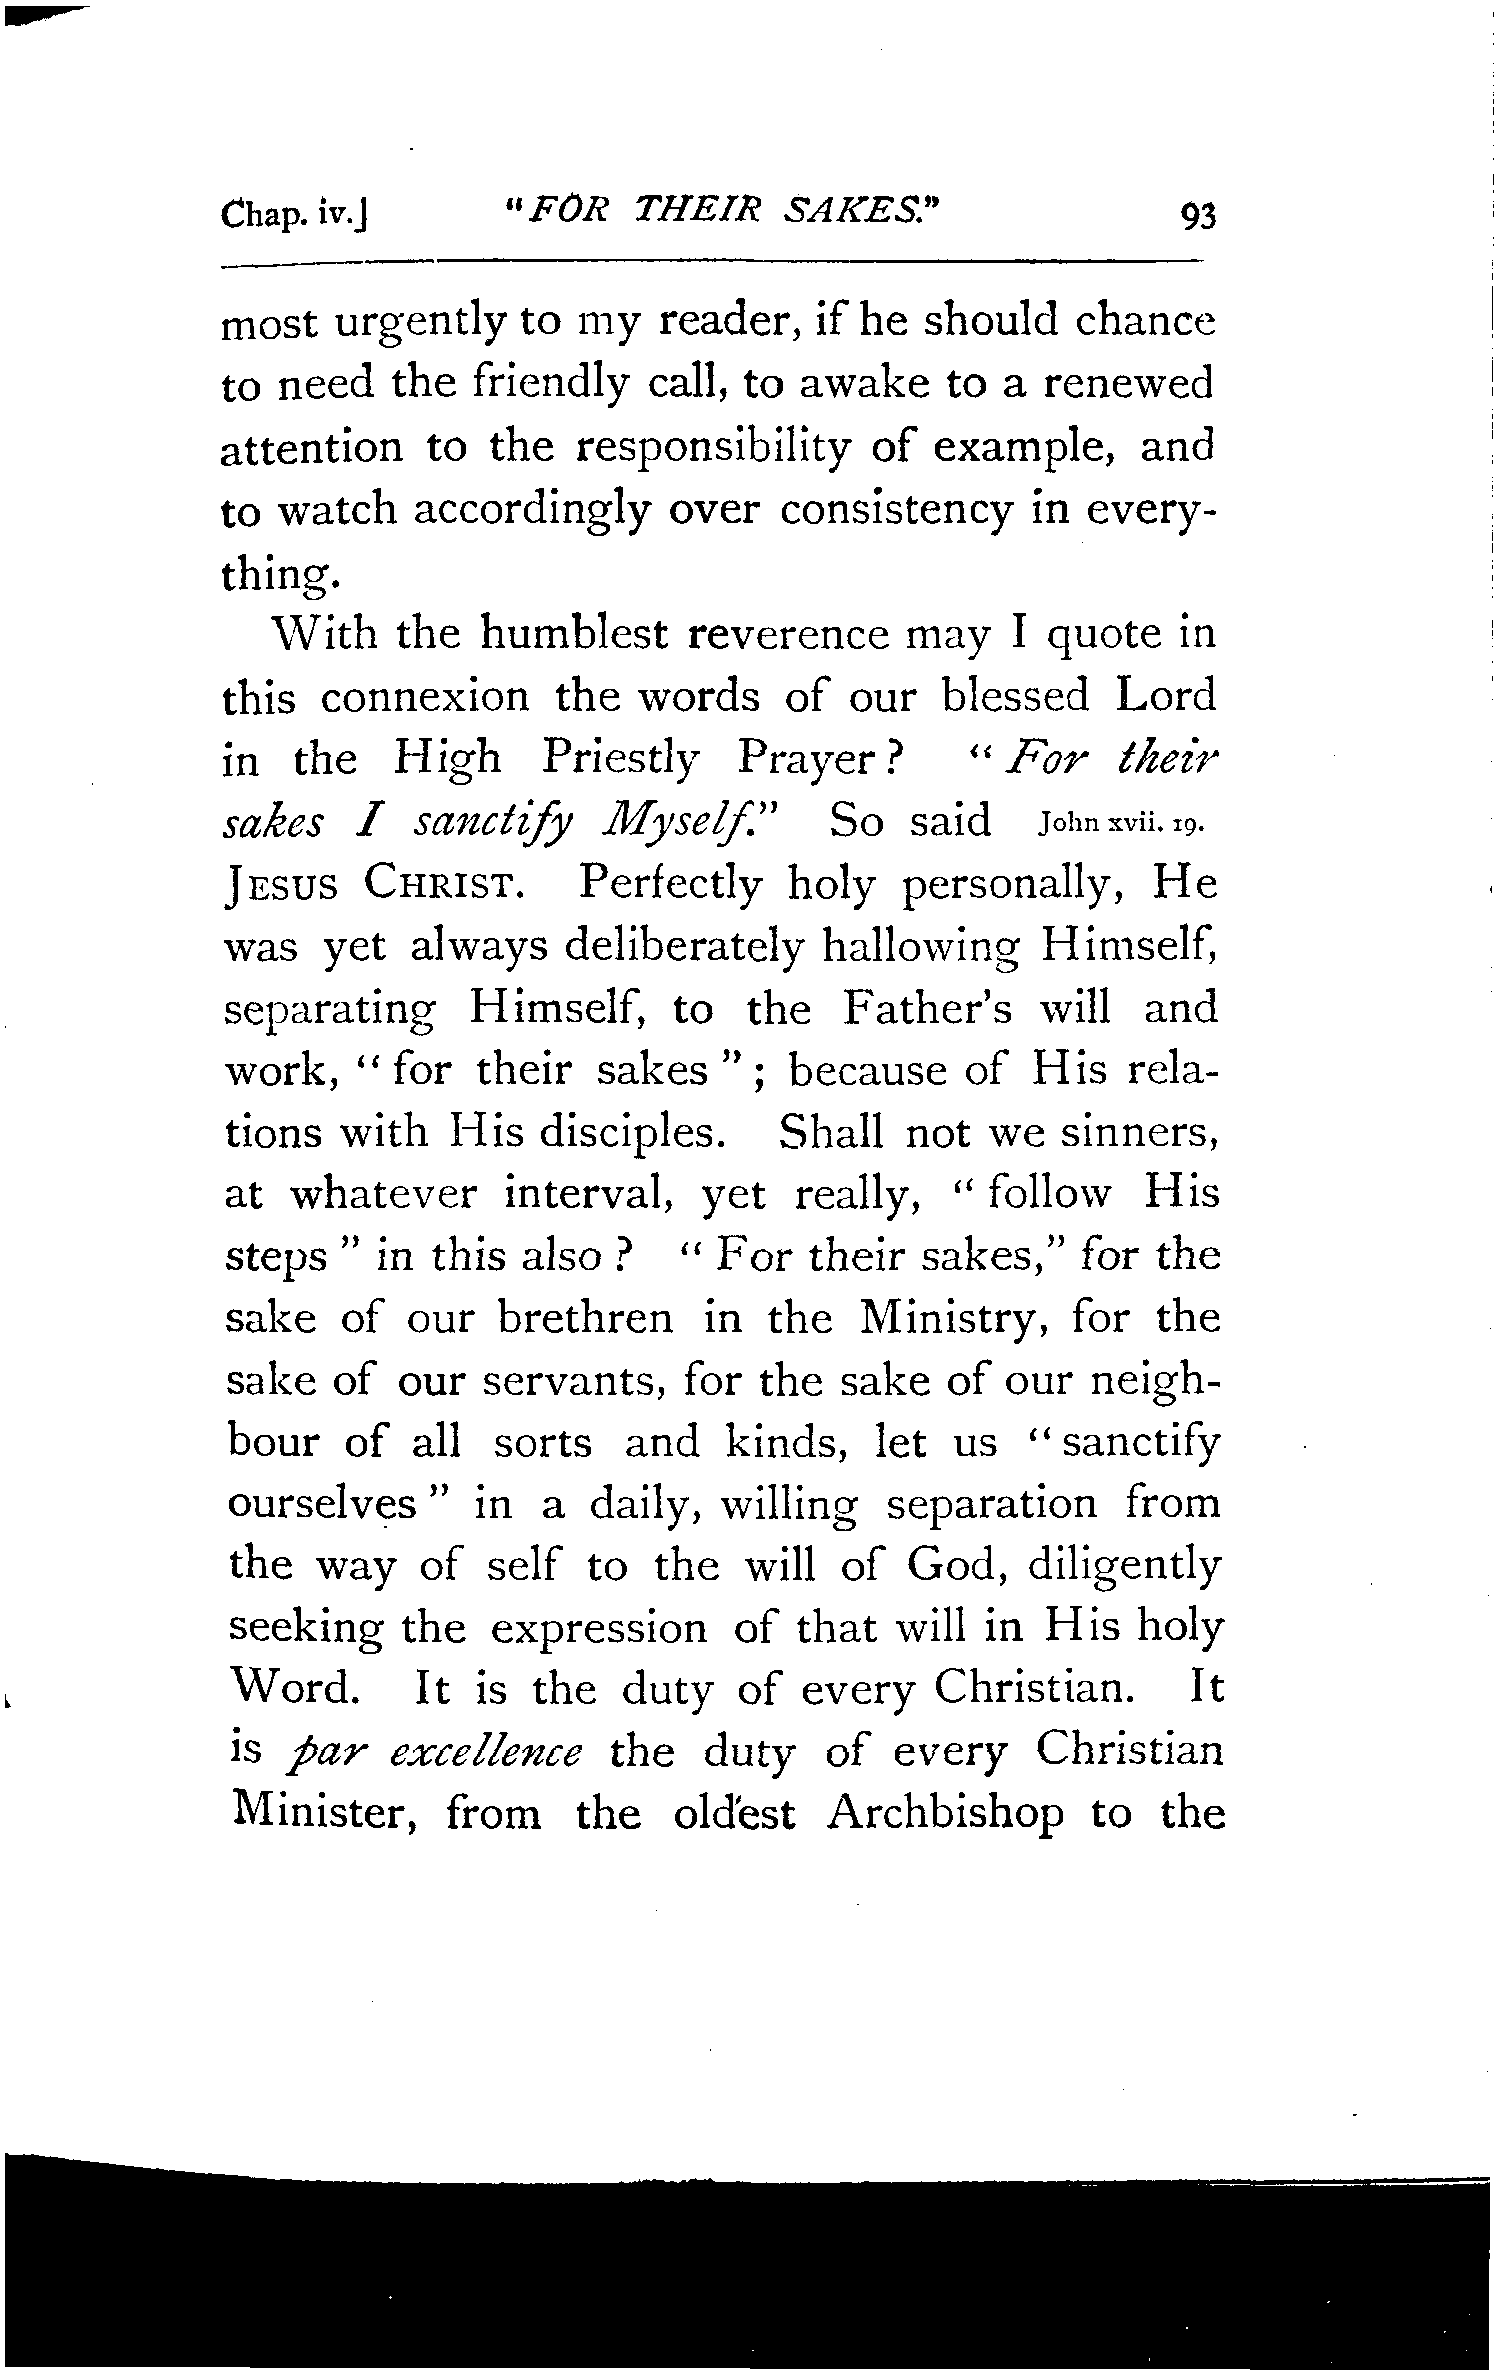 Chap. iv.] "FOR THEIR SAKES." 93
most urgently to my reader, if he should chance
to need the friendly call, to awake to a renewed
attention to the responsibility of example, and
to watch accordingly over consistency in every-
thing.
With the humblest reverence may I quote in
this connexion the words of our blessed Lord
in the High Priestly Prayer? "For their
sakes I sanctify Myself." So said John xvii. 19.
JESUS CHRIST. Perfectly holy personally, He
was yet always deliberately hallowing Himself,
separating Himself, to the Father's will and
work, "for their sakes"; because of His rela-
tions with His disciples. Shall not we sinners,
at whatever interval, yet really, "follow His
steps" in this also? "For their sakes," for the
sake of our brethren in the Ministry, for the
sake of our servants, for the sake of our neigh-
bour of all sorts and kinds, let us "sanctify
ourselves" in a daily, willing separation from
the way of self to the will of God, diligently
seeking the expression of that will in His holy
Word. It is the duty of every Christian. It
is par excellence the duty of every Christian
Minister, from the oldest Archbishop to the